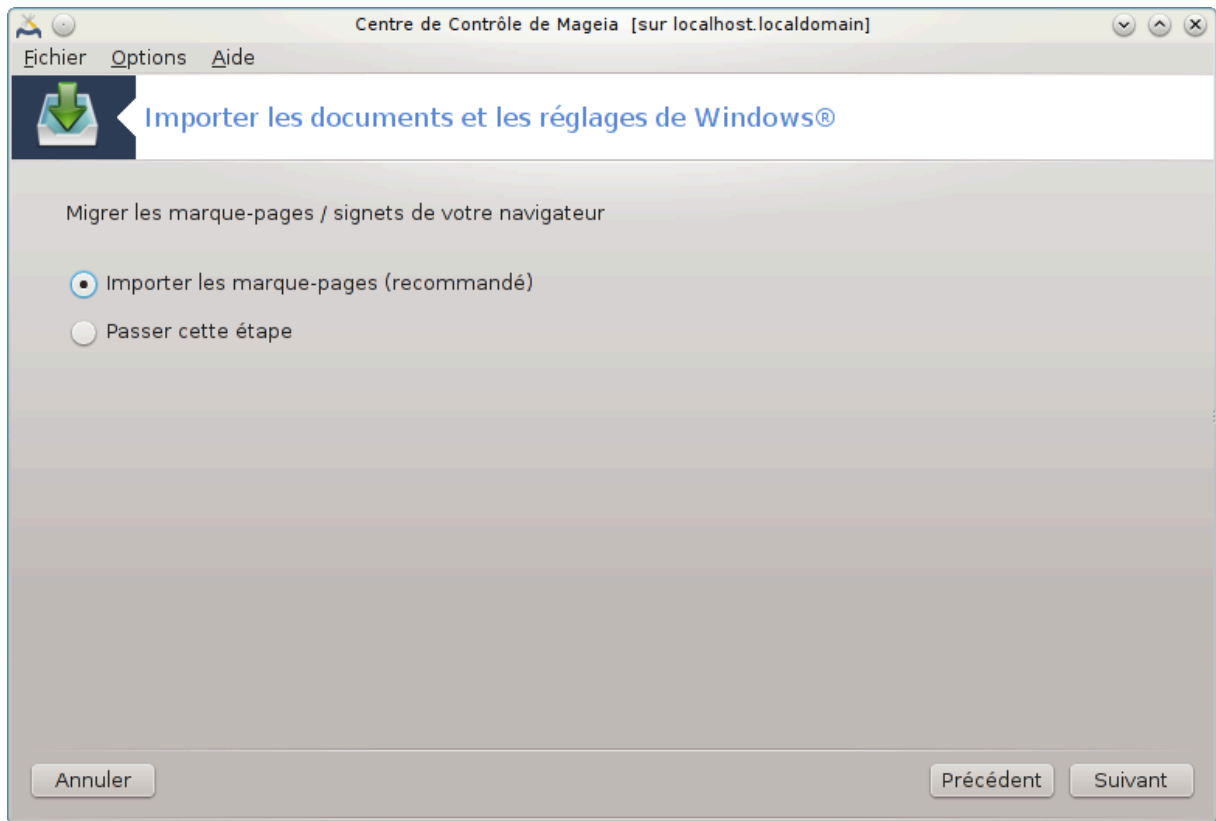 Centre de Contrôle de Mageia [sur localhost.localdomain]
Fichier Options Aide
Importer les documents et les réglages de Windows®
Migrer les marque-pages / signets de votre navigateur
Importer les marque-pages (recommandé)
Passer cette étape
Annuler Précédent Suivant